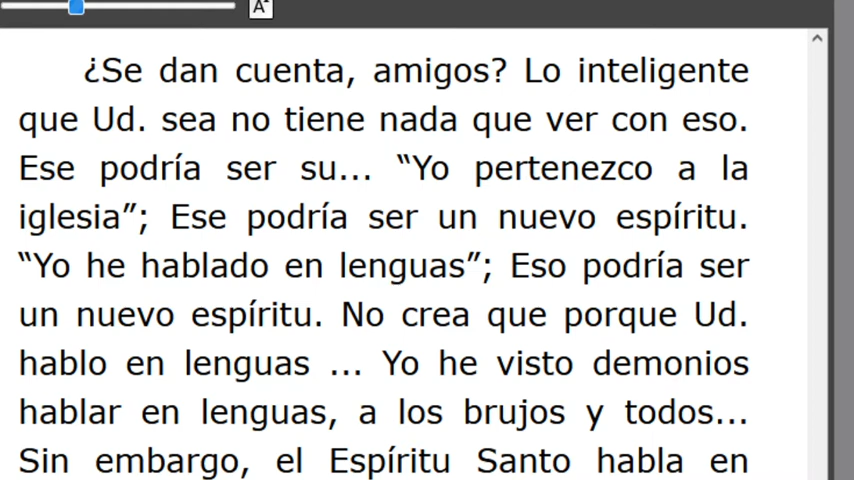 A
¿Se dan cuenta, amigos? Lo inteligente
que Ud. sea no tiene nada que ver con eso.
Ese podría ser su... “Yo pertenezco a la
iglesia”; Ese podría ser un nuevo espíritu.
“Yo he hablado en lenguas”; Eso podría ser
un nuevo espíritu. No crea que porque Ud.
hablo en lenguas ... Yo he visto demonios
hablar en lenguas, a los brujos y todos...
Sin embargo, el Espíritu Santo habla en